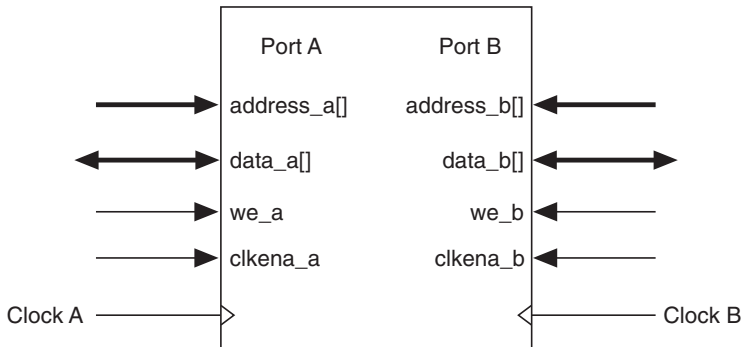 Port A Port B
address_a[] address_b[]
data_a[] data_b[]
we_a we_b
clkena_a clkena_b
Clock A Clock B